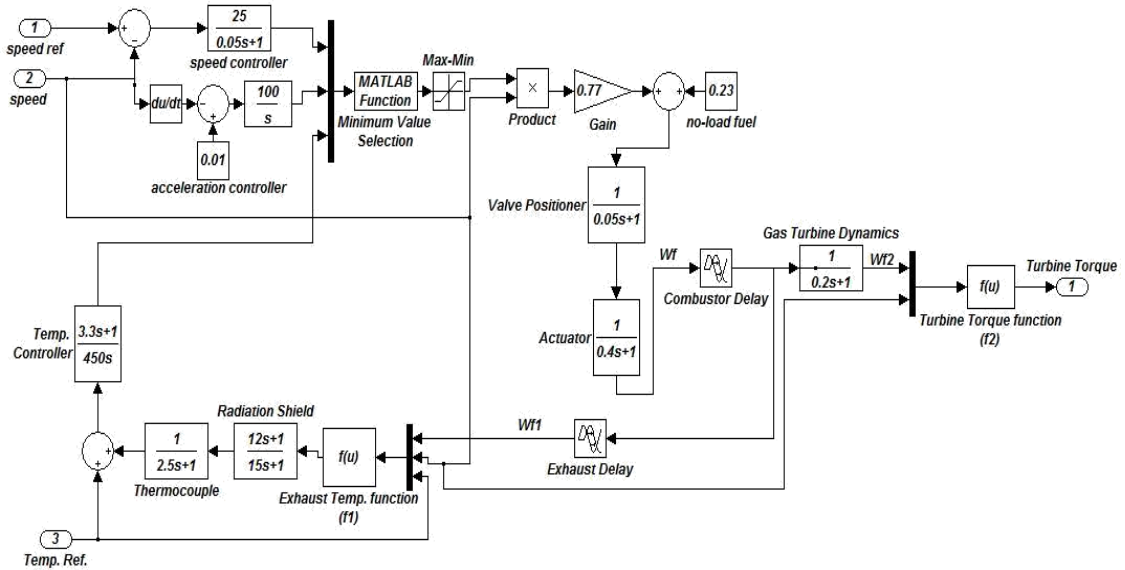 1
speed ref
2
speed
+
-
25
0.05s+1
speed controller
du/dt
-
+
100
s
0.01
acceleration controller
MATLAB
Function
Minimum Value
Selection
Max-Min
×
Product
0.77
Gain
+
+
0.23
no-load fuel
Valve Positioner
1
0.05s+1
Actuator
1
0.4s+1
Wf
Combustor Delay
Gas Turbine Dynamics
1
0.2s+1
Wf2
f(u)
Turbine Torque function
(f2)
Turbine Torque
1
Temp.
Controller
3.3s+1
450s
+
+
Thermocouple
1
2.5s+1
Radiation Shield
12s+1
15s+1
f(u)
Exhaust Temp. function
(f1)
Wf1
Exhaust Delay
3
Temp. Ref.